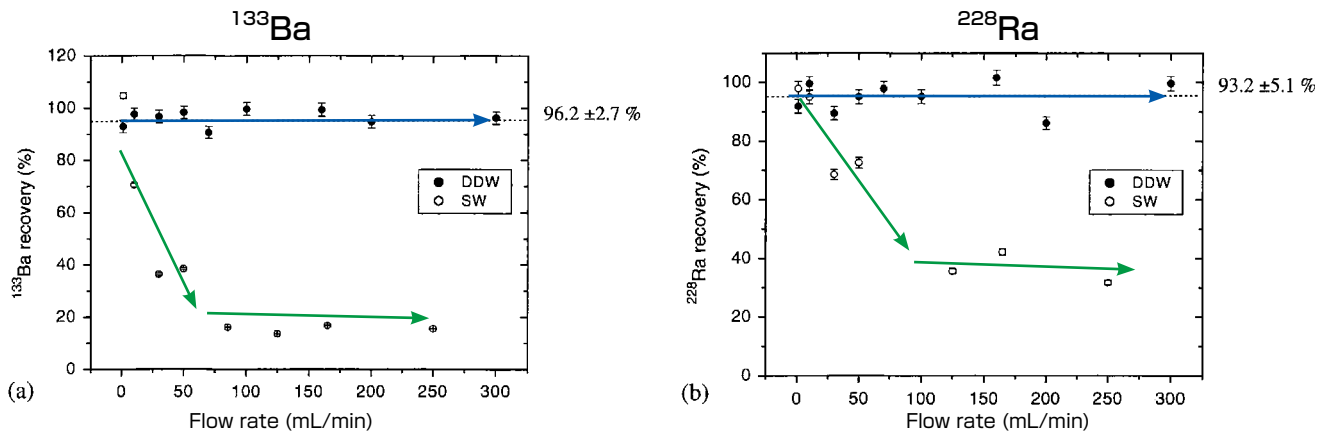 ¹³³Ba
120
100
80
60
40
20
0
¹³³Ba recovery (%)
DDW
SW
96.2 ±2.7 %
0 50 100 150 200 250 300
Flow rate (mL/min)
(a)
²²⁸Ra
100
80
60
40
20
0
²²⁸Ra recovery (%)
DDW
SW
93.2 ±5.1 %
0 50 100 150 200 250 300
Flow rate (mL/min)
(b)